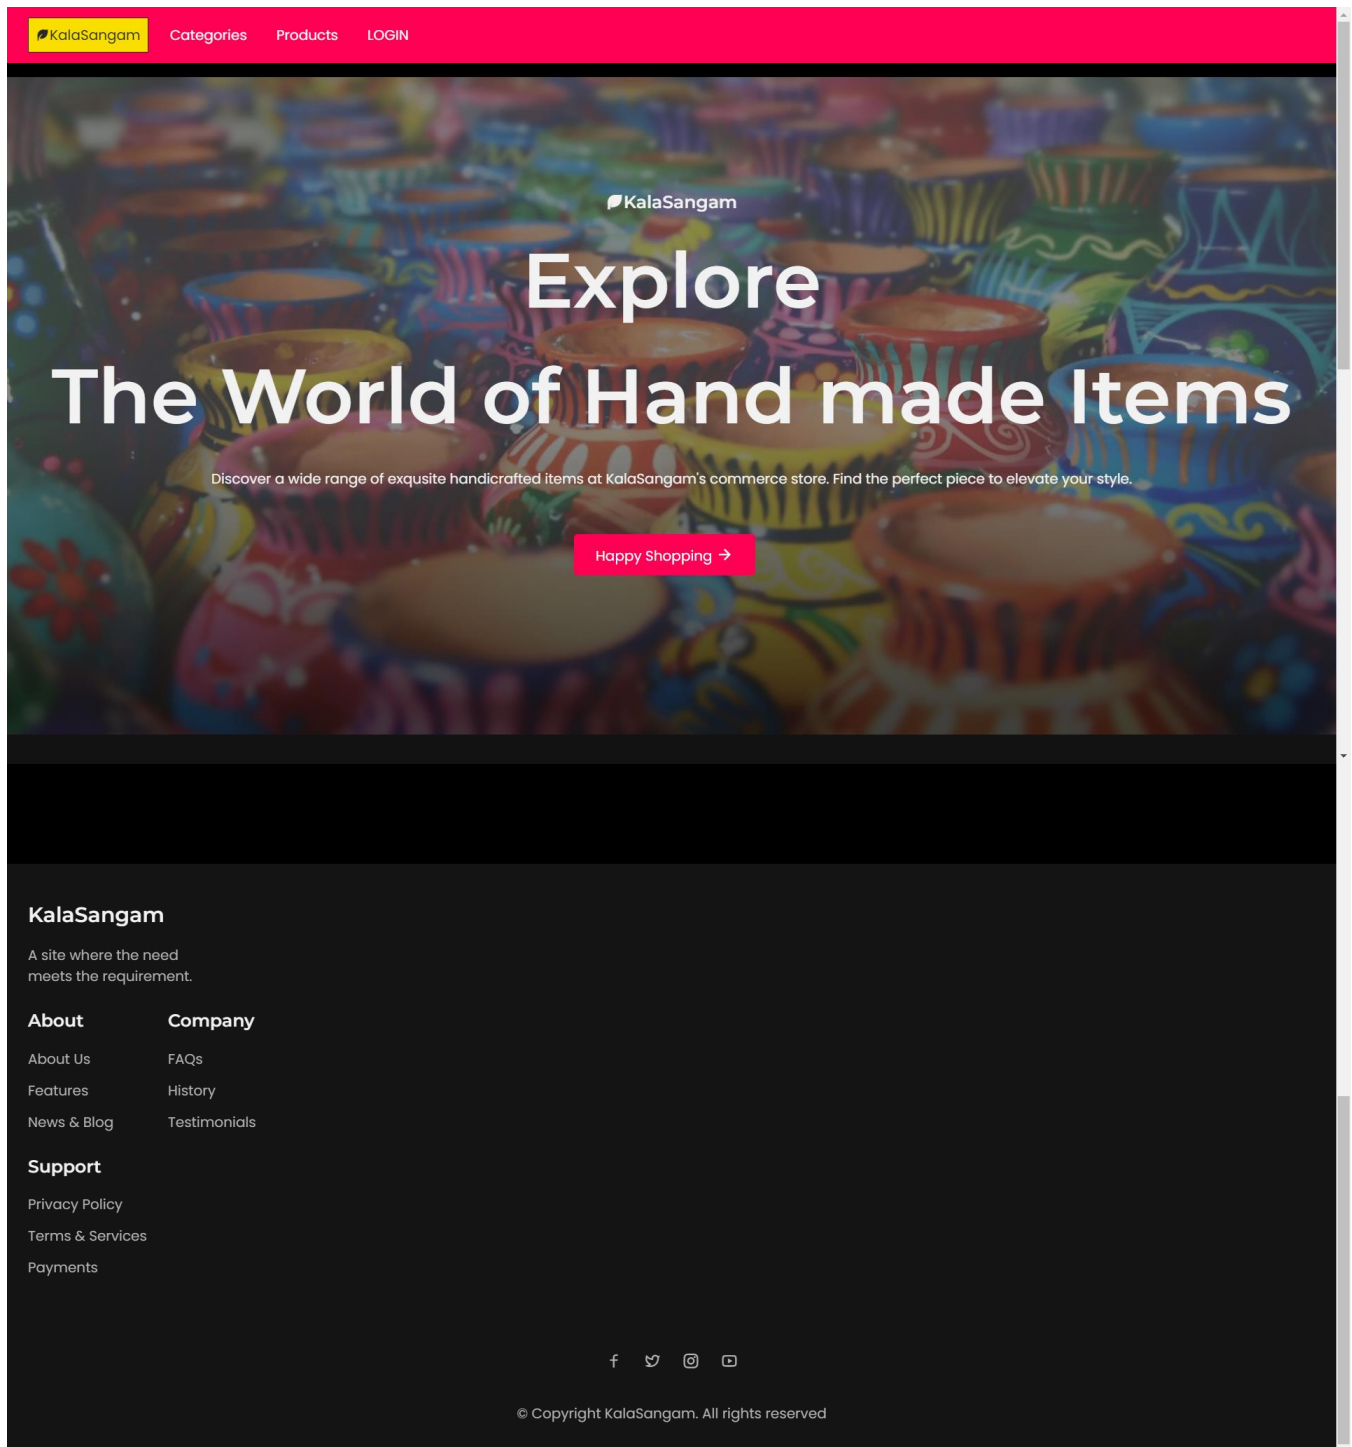 KalaSangam Categories Products LOGIN
KalaSangam
Explore
The World of Hand made Items
Discover a wide range of exqusite handicrafted items at KalaSangam's commerce store. Find the perfect piece to elevate your style.
Happy Shopping →
KalaSangam
A site where the need
meets the requirement.
About Company
About Us FAQs
Features History
News & Blog Testimonials
Support
Privacy Policy
Terms & Services
Payments
© Copyright KalaSangam. All rights reserved